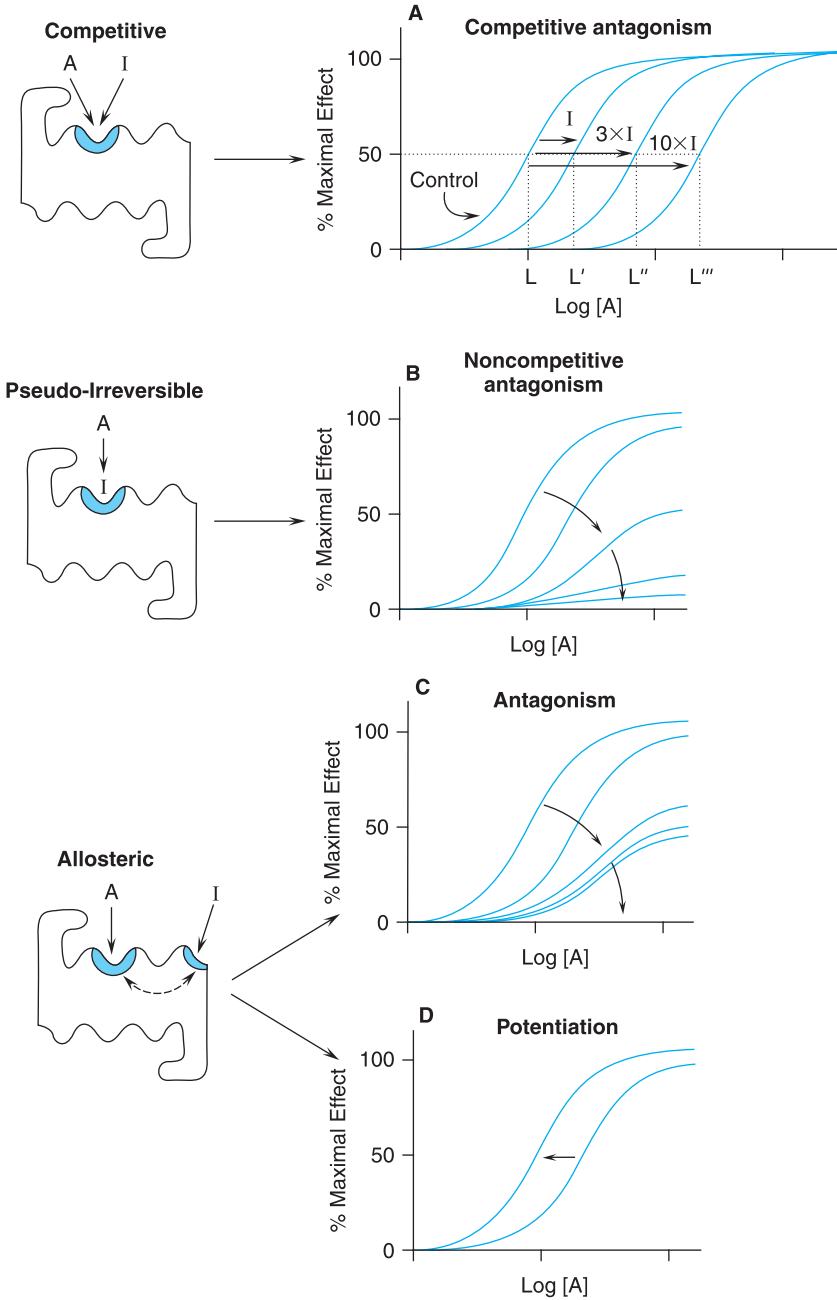 Competitive
A I
A
Competitive antagonism
% Maximal Effect
100
50
0
I
3×I
10×I
Control
L L′ L″ L‴
Log [A]
Pseudo-Irreversible
A
I
B
Noncompetitive
antagonism
% Maximal Effect
100
50
0
Log [A]
Allosteric
A I
C
Antagonism
% Maximal Effect
100
50
0
Log [A]
D
Potentiation
% Maximal Effect
100
50
0
Log [A]